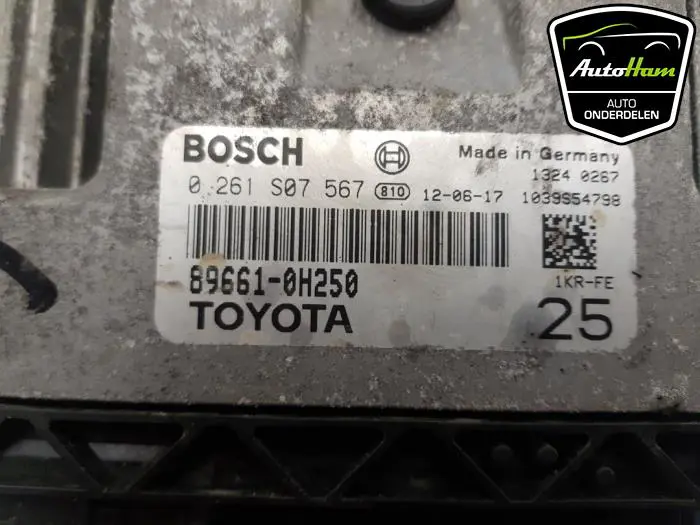 AutoHam
AUTO
ONDERDELEN
BOSCH
Made in Germany
0 261 S07 567 810 12-06-17
1324 0267
1039S54798
89661-0H250
1KR-FE
TOYOTA
25